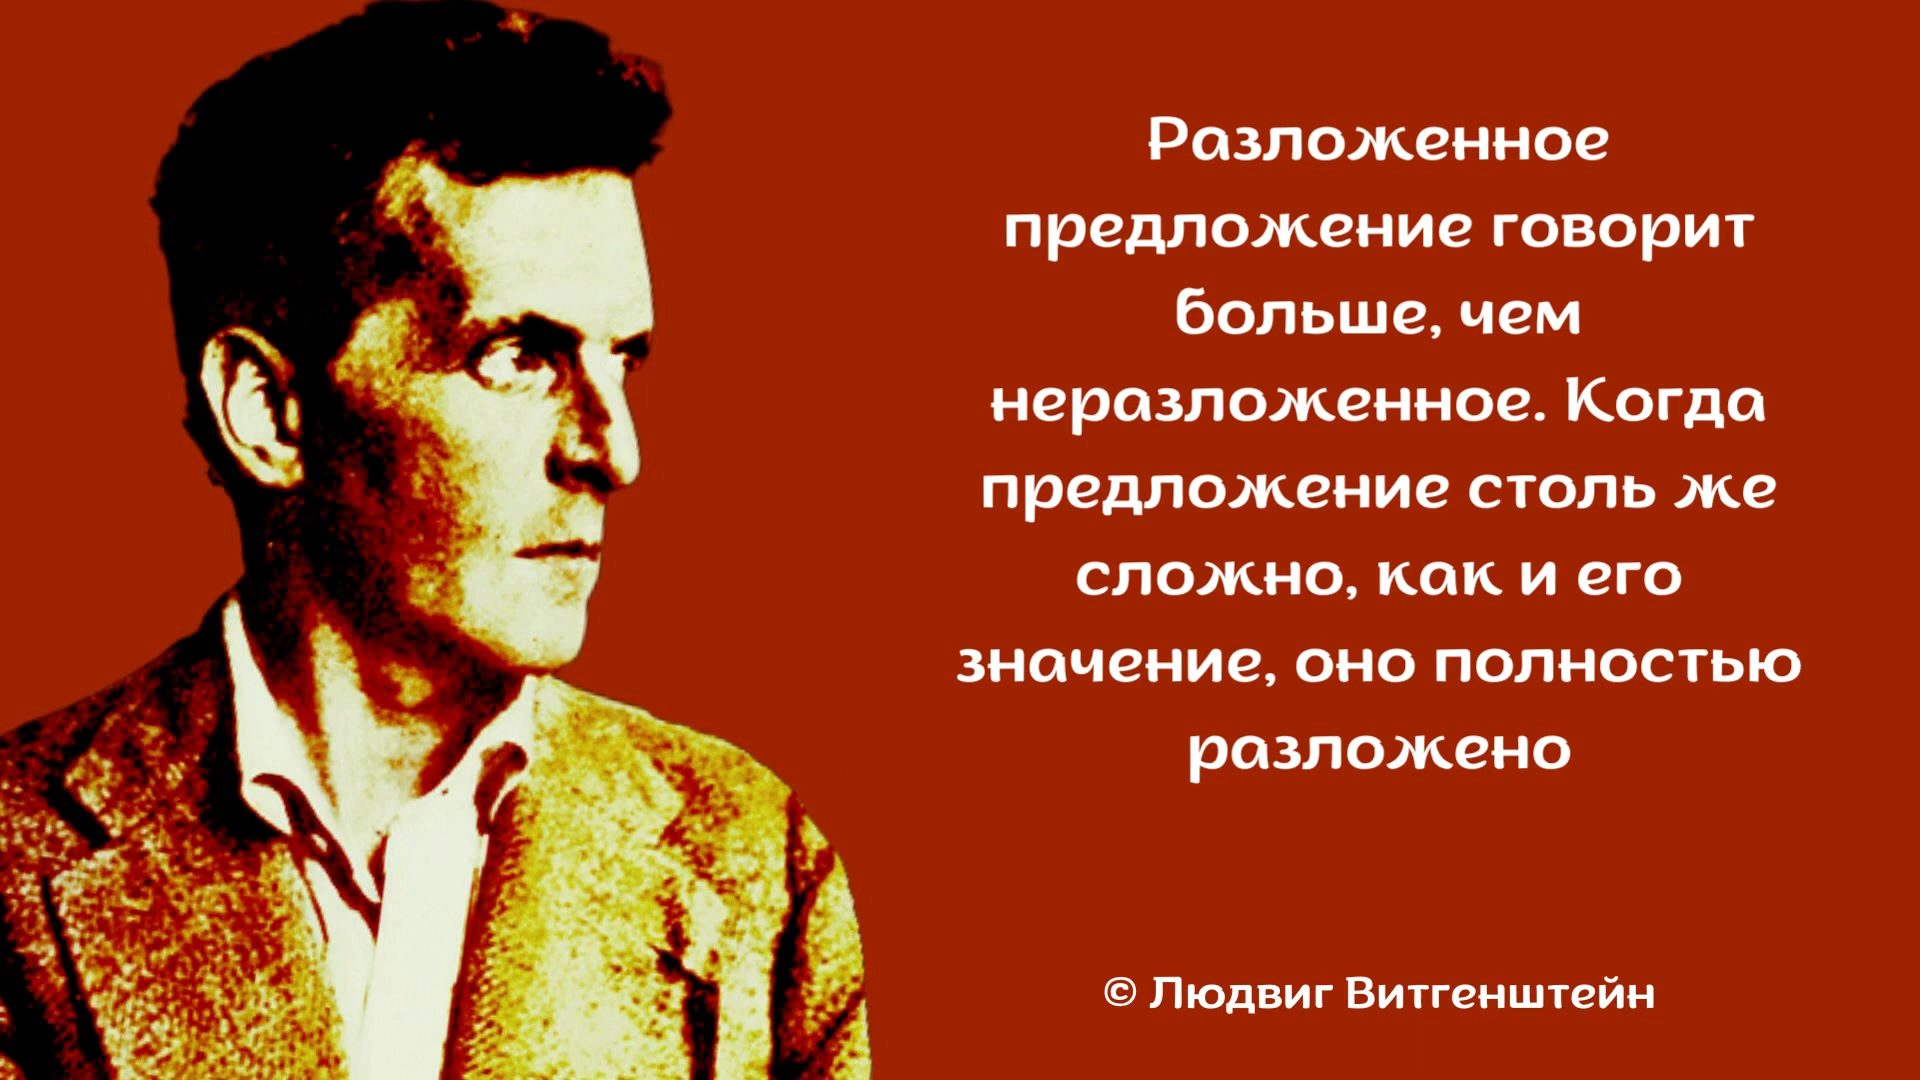 Разложенное
предложение говорит
больше, чем
неразложенное. Когда
предложение столь же
сложно, как и его
значение, оно полностью
разложено
© Людвиг Витгенштейн